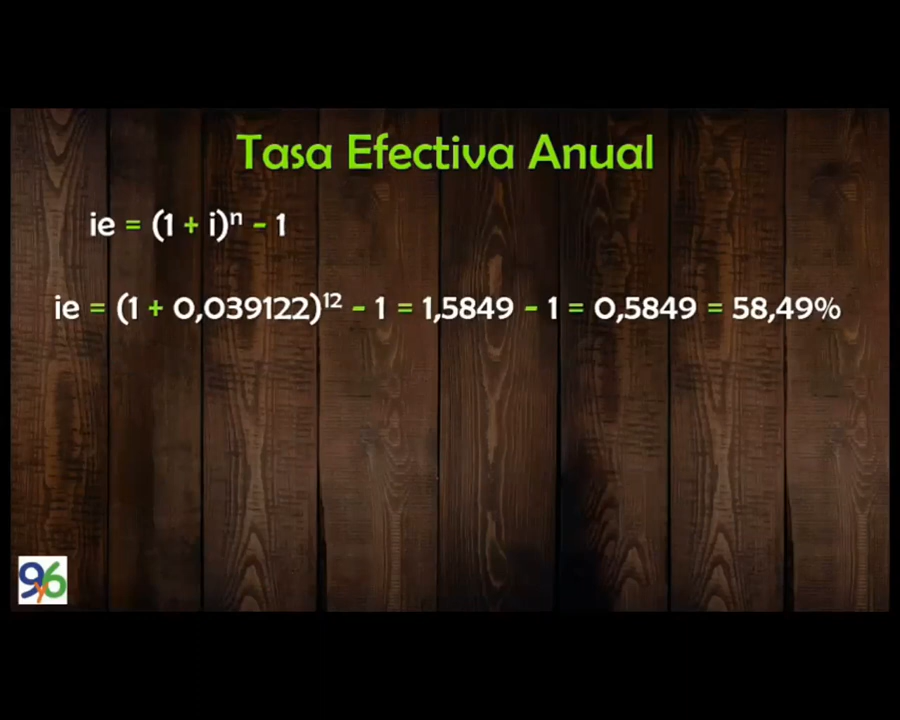 Tasa Efectiva Anual
ie = (1 + i)ⁿ - 1
ie = (1 + 0,039122)¹² - 1 = 1,5849 - 1 = 0,5849 = 58,49%
9y6